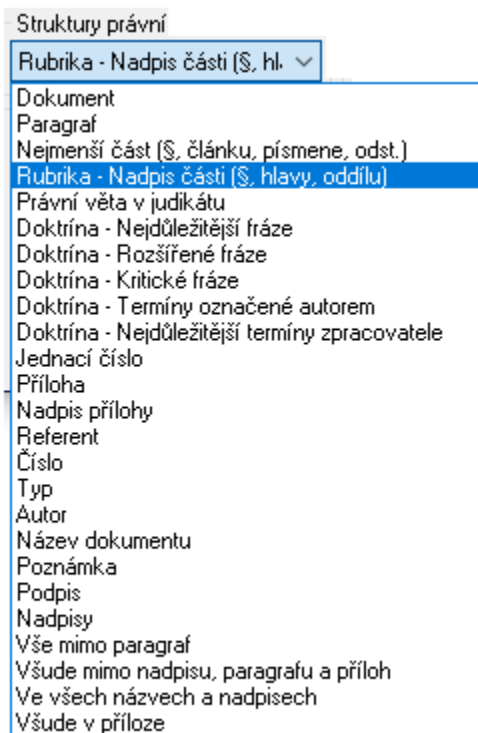 Struktury právní
Rubrika - Nadpis části (§, hl.
Dokument
Paragraf
Nejmenší část (§, článku, písmene, odst.)
Rubrika - Nadpis části (§, hlavy, oddílu)
Právní věta v judikátu
Doktrína - Nejdůležitější fráze
Doktrína - Rozšířené fráze
Doktrína - Kritické fráze
Doktrína - Termíny označené autorem
Doktrína - Nejdůležitější termíny zpracovatele
Jednací číslo
Příloha
Nadpis přílohy
Referent
Číslo
Typ
Autor
Název dokumentu
Poznámka
Podpis
Nadpisy
Vše mimo paragraf
Všude mimo nadpisu, paragrafu a příloh
Ve všech názvech a nadpisech
Všude v příloze